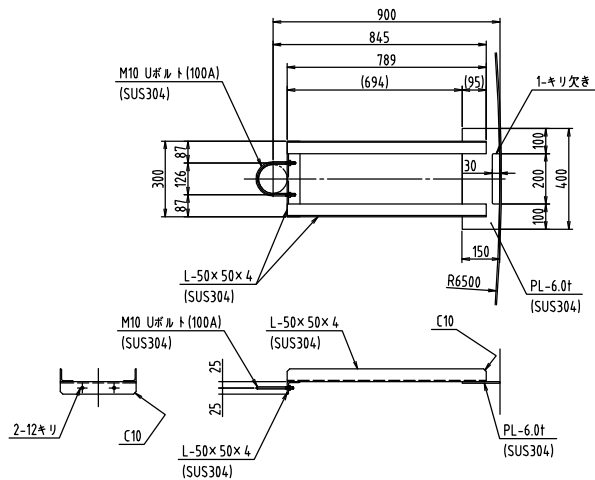 900
845
M10 Uボルト(100A)
(SUS304)
789
(694)
(95)
1-キリ欠き
87
126
87
300
30
100
200
100
400
150
L-50×50×4
(SUS304)
R6500
PL-6.0t
(SUS304)
M10 Uボルト(100A)
(SUS304)
L-50×50×4
(SUS304)
C10
25
25
2-12キリ
C10
L-50×50×4
(SUS304)
PL-6.0t
(SUS304)